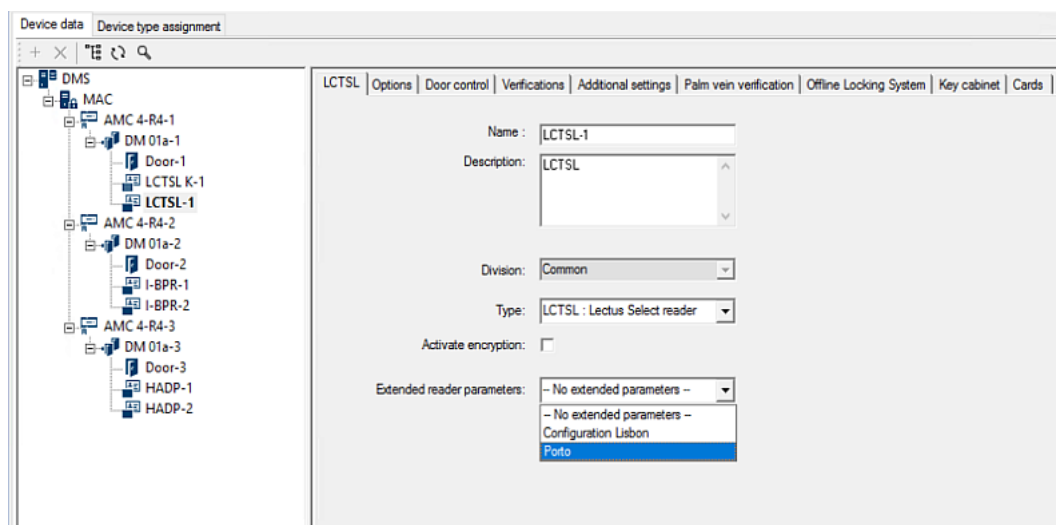 Device data Device type assignment
DMS
MAC
AMC 4-R4-1
DM 01a-1
Door-1
LCTSL K-1
LCTSL-1
AMC 4-R4-2
DM 01a-2
Door-2
I-BPR-1
I-BPR-2
AMC 4-R4-3
DM 01a-3
Door-3
HADP-1
HADP-2
LCTSL Options Door control Verifications Additional settings Palm vein verification Offline Locking System Key cabinet Cards
Name : LCTSL-1
Description: LCTSL
Division: Common
Type: LCTSL : Lectus Select reader
Activate encryption:
Extended reader parameters: -- No extended parameters --
-- No extended parameters --
Configuration Lisbon
Porto